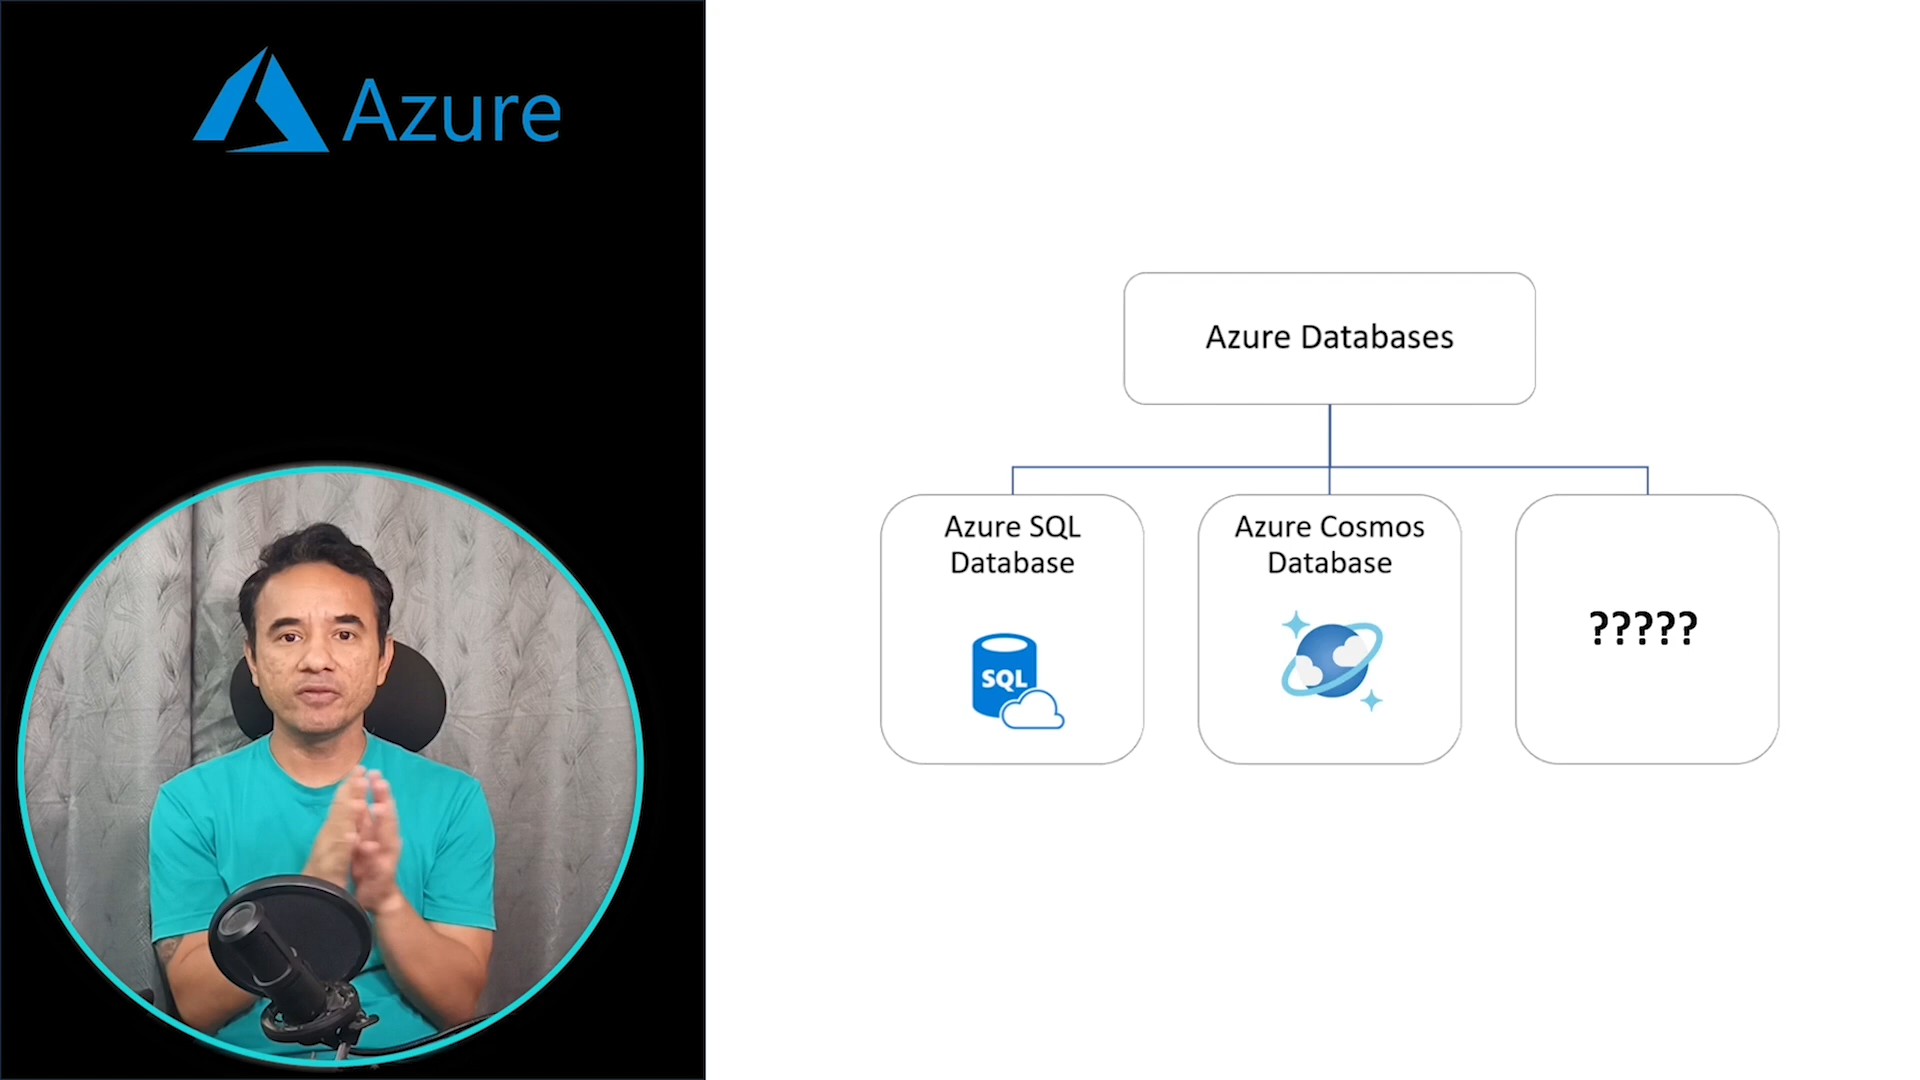 Azure
Azure Databases
Azure SQL
Database
SQL
Azure Cosmos
Database
?????